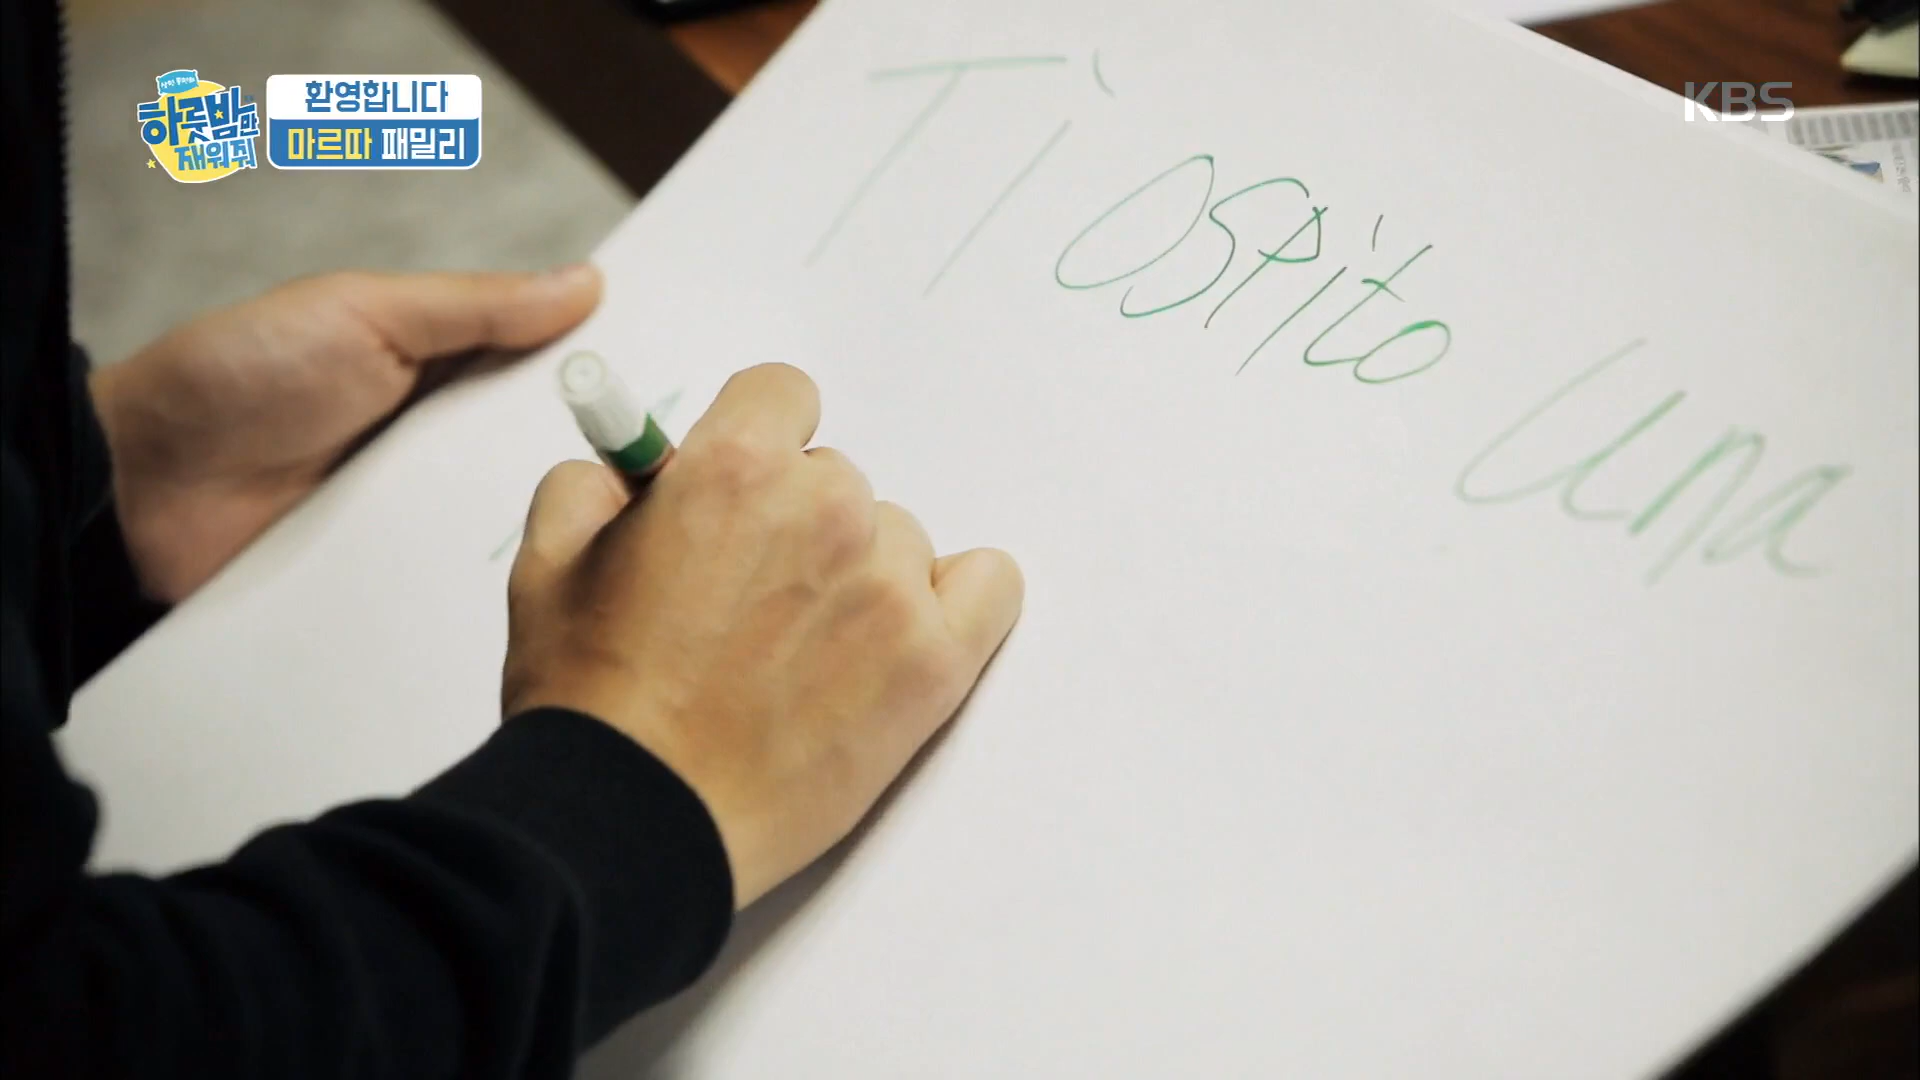 하룻밤만
재워줘
환영합니다
마르따 패밀리
KBS
Ti ospito una